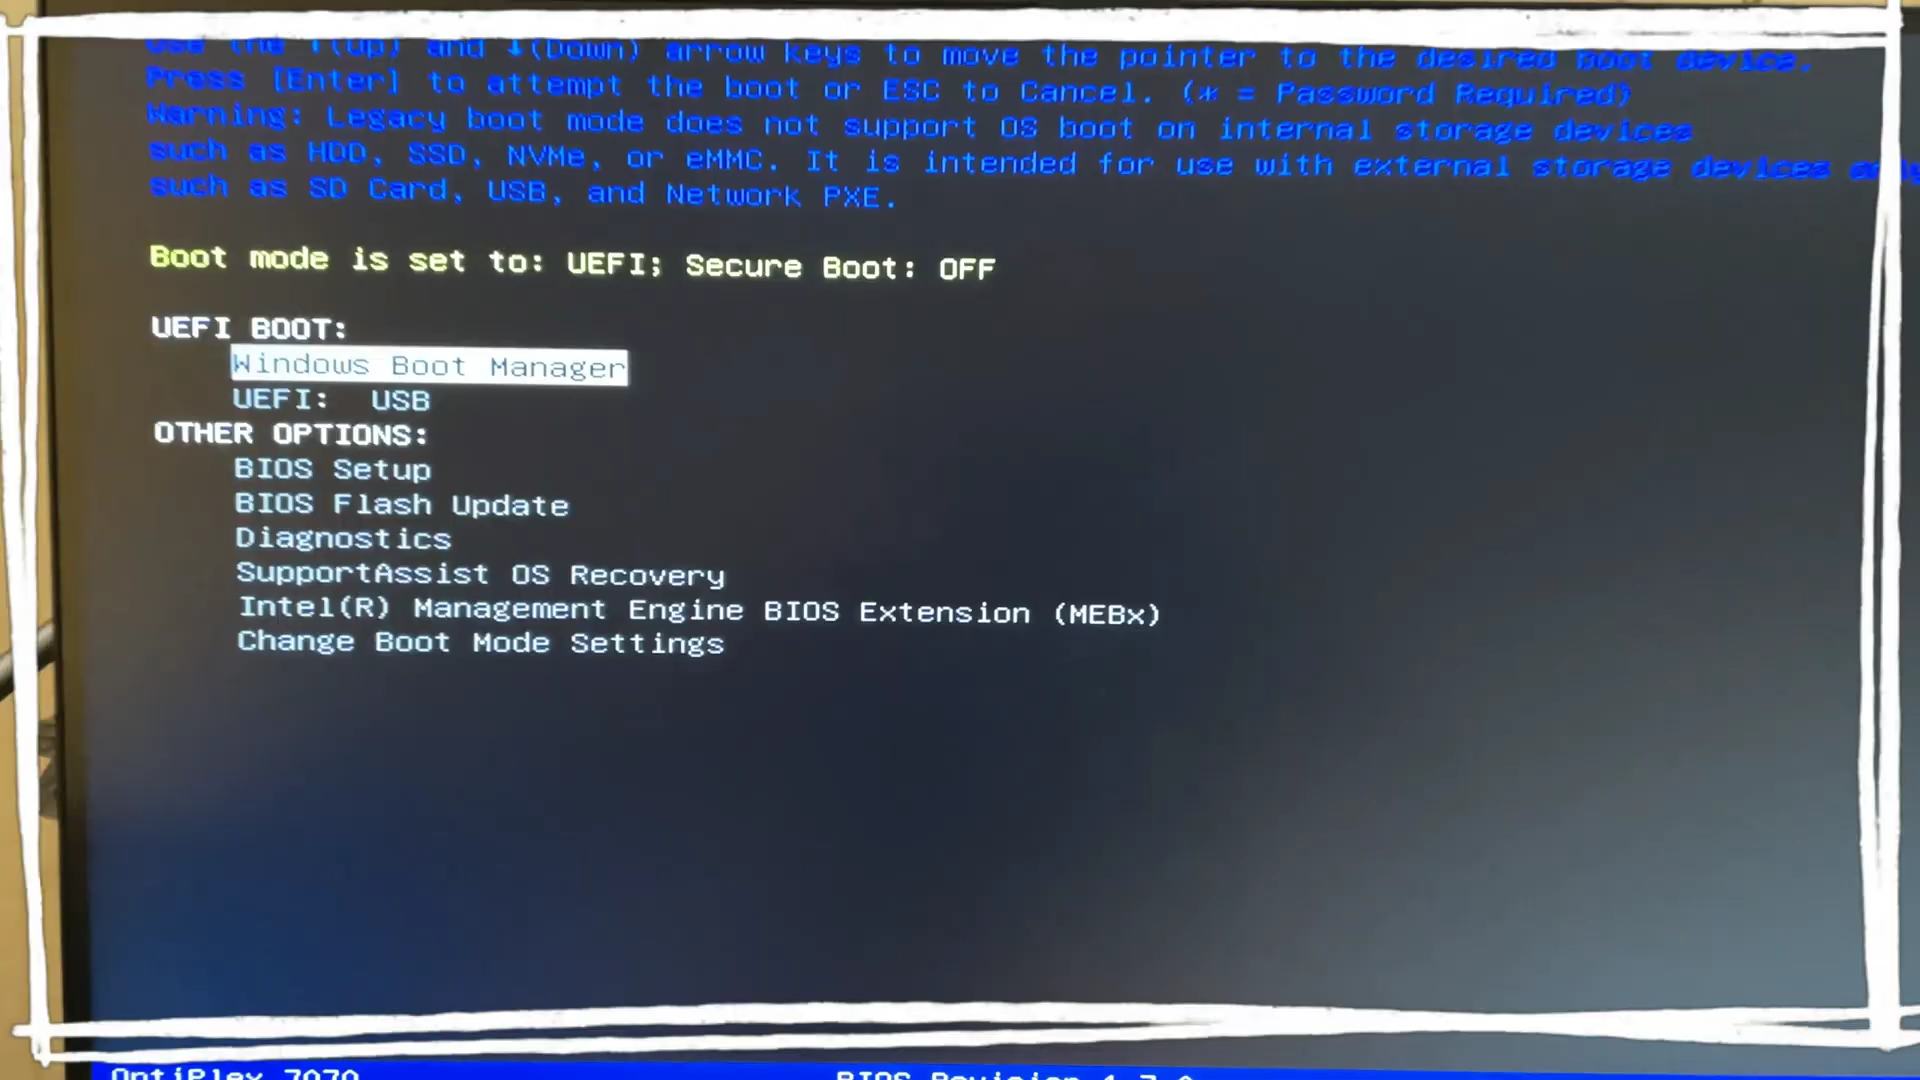 Use the ↑(Up) and ↓(Down) arrow keys to move the pointer to the desired boot device.
Press [Enter] to attempt the boot or ESC to Cancel. (* = Password Required)
Warning: Legacy boot mode does not support OS boot on internal storage devices
such as HDD, SSD, NVMe, or eMMC. It is intended for use with external storage devices only
such as SD Card, USB, and Network PXE.
Boot mode is set to: UEFI; Secure Boot: OFF
UEFI BOOT:
Windows Boot Manager
UEFI: USB
OTHER OPTIONS:
BIOS Setup
BIOS Flash Update
Diagnostics
SupportAssist OS Recovery
Intel(R) Management Engine BIOS Extension (MEBx)
Change Boot Mode Settings
OptiPlex
BIOS Revision